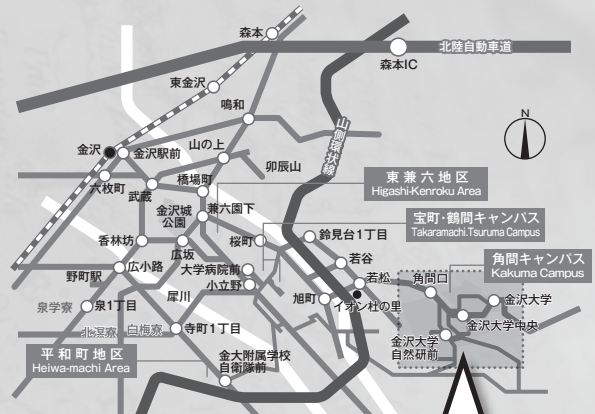 森本
北陸自動車道
森本IC
東金沢
鳴和
山側環状線
N
金沢
金沢駅前
山の上
卯辰山
六枚町
武蔵
橋場町
東兼六地区
Higashi-Kenroku Area
金沢城
公園
兼六園下
宝町・鶴間キャンパス
Takaramachi.Tsuruma Campus
香林坊
広坂
桜町
鈴見台1丁目
角間キャンパス
Kakuma Campus
野町駅
広小路
大学病院前
小立野
若谷
若松
角間口
金沢大学
泉学寮
泉1丁目
犀川
旭町
イオン杜の里
金沢大学中央
北溟寮
白梅寮
寺町1丁目
金沢大学
自然研前
平和町地区
Heiwa-machi Area
金大附属学校
自衛隊前